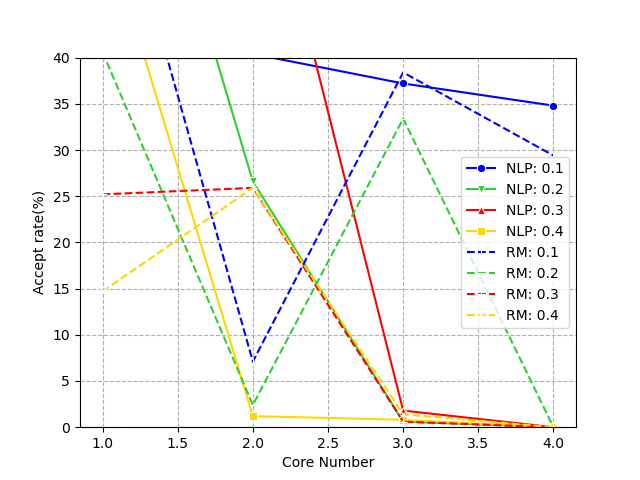 40
35
30
25
20
15
10
5
0
Accept rate(%)
1.0 1.5 2.0 2.5 3.0 3.5 4.0
Core Number
NLP: 0.1
NLP: 0.2
NLP: 0.3
NLP: 0.4
RM: 0.1
RM: 0.2
RM: 0.3
RM: 0.4